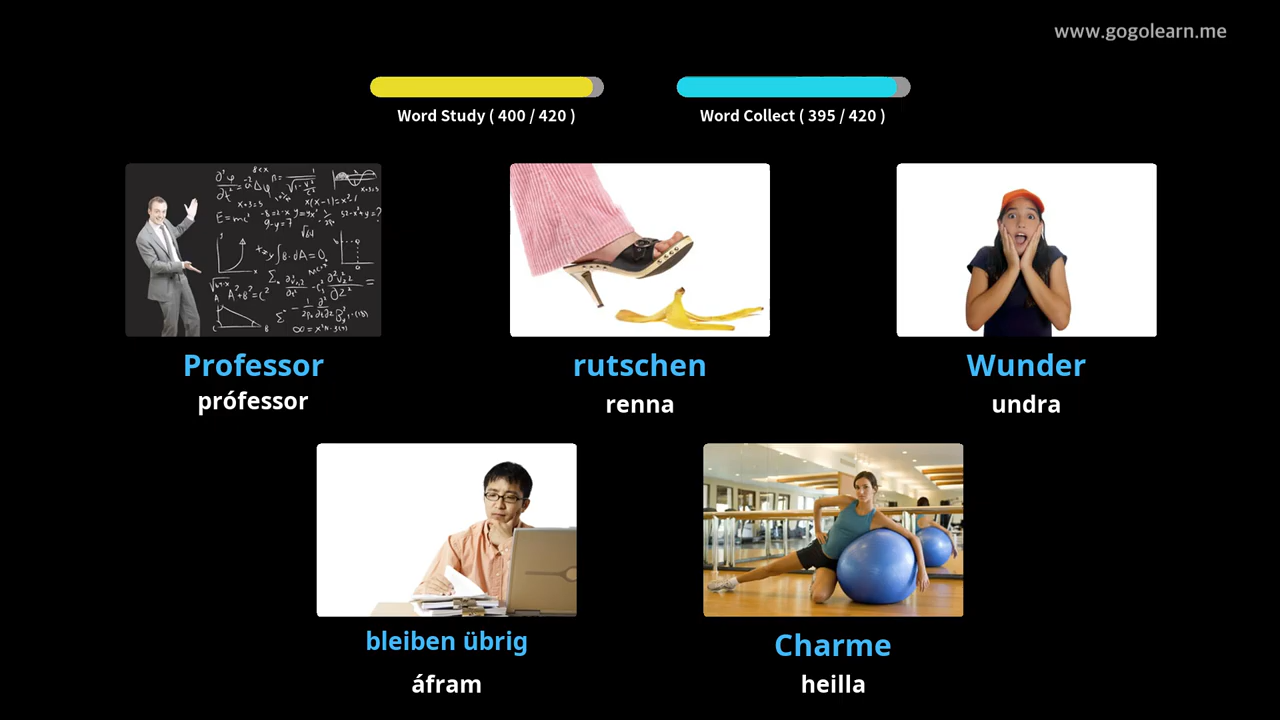 www.gogolearn.me
Word Study ( 400 / 420 )
Word Collect ( 395 / 420 )
Professor
prófessor
rutschen
renna
Wunder
undra
bleiben übrig
áfram
Charme
heilla